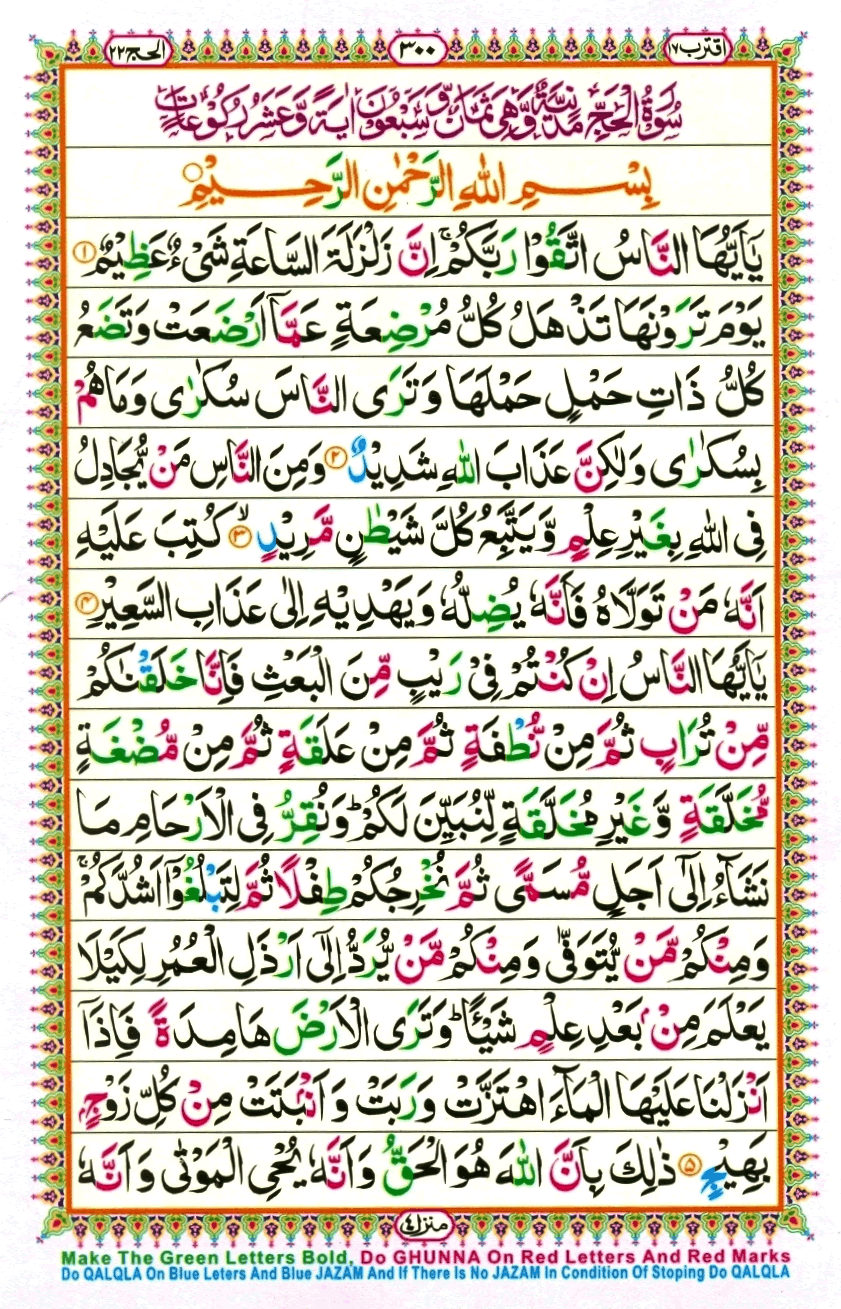 اقترب ١٧
٣٠٠
الحج ٢٢
سُوْرَةُ الْحَجِّ مَدَنِيَّةٌ وَّهِيَ ثَمَانٍ وَّسَبْعُوْنَ اٰيَةً وَّعَشَرُ رُكُوْعَاتٍ
بِسْمِ اللّٰهِ الرَّحْمٰنِ الرَّحِيْمِ
يٰۤاَيُّهَا النَّاسُ اتَّقُوْا رَبَّكُمْ ۚ اِنَّ زَلْزَلَةَ السَّاعَةِ شَیْءٌ عَظِيْمٌ ١
يَوْمَ تَرَوْنَهَا تَذْهَلُ كُلُّ مُرْضِعَةٍ عَمَّاۤ اَرْضَعَتْ وَتَضَعُ
كُلُّ ذَاتِ حَمْلٍ حَمْلَهَا وَتَرَی النَّاسَ سُكٰرٰی وَمَا هُمْ
بِسُكٰرٰی وَلٰكِنَّ عَذَابَ اللّٰهِ شَدِيْدٌ ٢ وَمِنَ النَّاسِ مَنْ يُّجَادِلُ
فِی اللّٰهِ بِغَيْرِ عِلْمٍ وَّيَتَّبِعُ كُلَّ شَيْطٰنٍ مَّرِيْدٍ ٣ ۙ كُتِبَ عَلَيْهِ
اَنَّهٗ مَنْ تَوَلَّاهُ فَاَنَّهٗ يُضِلُّهٗ وَيَهْدِيْهِ اِلٰی عَذَابِ السَّعِيْرِ ٤
يٰۤاَيُّهَا النَّاسُ اِنْ كُنْتُمْ فِیْ رَيْبٍ مِّنَ الْبَعْثِ فَاِنَّا خَلَقْنٰكُمْ
مِّنْ تُرَابٍ ثُمَّ مِنْ نُّطْفَةٍ ثُمَّ مِنْ عَلَقَةٍ ثُمَّ مِنْ مُّضْغَةٍ
مُّخَلَّقَةٍ وَّغَيْرِ مُخَلَّقَةٍ لِّنُبَيِّنَ لَكُمْ ؕ وَنُقِرُّ فِی الْاَرْحَامِ مَا
نَشَآءُ اِلٰۤی اَجَلٍ مُّسَمًّی ثُمَّ نُخْرِجُكُمْ طِفْلًا ثُمَّ لِتَبْلُغُوْۤا اَشُدَّكُمْ ۚ
وَمِنْكُمْ مَّنْ يُّتَوَفّٰی وَمِنْكُمْ مَّنْ يُّرَدُّ اِلٰۤی اَرْذَلِ الْعُمُرِ لِكَيْلَا
يَعْلَمَ مِنْۢ بَعْدِ عِلْمٍ شَيْـًٔا ؕ وَتَرَی الْاَرْضَ هَامِدَةً فَاِذَاۤ
اَنْزَلْنَا عَلَيْهَا الْمَآءَ اهْتَزَّتْ وَرَبَتْ وَاَنْۢبَتَتْ مِنْ كُلِّ زَوْجٍۭ
بَهِيْجٍ ٥ ذٰلِكَ بِاَنَّ اللّٰهَ هُوَ الْحَقُّ وَاَنَّهٗ يُحْیِ الْمَوْتٰی وَاَنَّهٗ
منزل ٤
Make The Green Letters Bold, Do GHUNNA On Red Letters And Red Marks
Do QALQLA On Blue Leters And Blue JAZAM And If There Is No JAZAM In Condition Of Stoping Do QALQLA